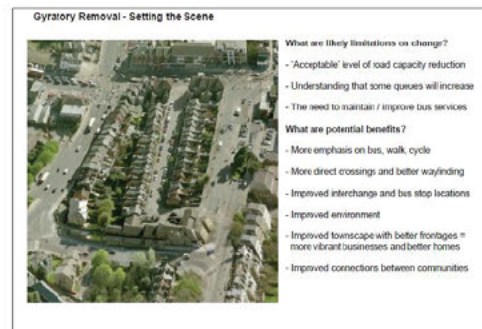 Gyratory Removal - Setting the Scene
What are likely limitations on change?
- 'Acceptable' level of road capacity reduction
- Understanding that some queues will increase
- The need to maintain / improve bus services
What are potential benefits?
- More emphasis on bus, walk, cycle
- More direct crossings and better wayfinding
- Improved interchange and bus stop locations
- Improved environment
- Improved townscape with better frontages =
more vibrant businesses and better homes
- Improved connections between communities